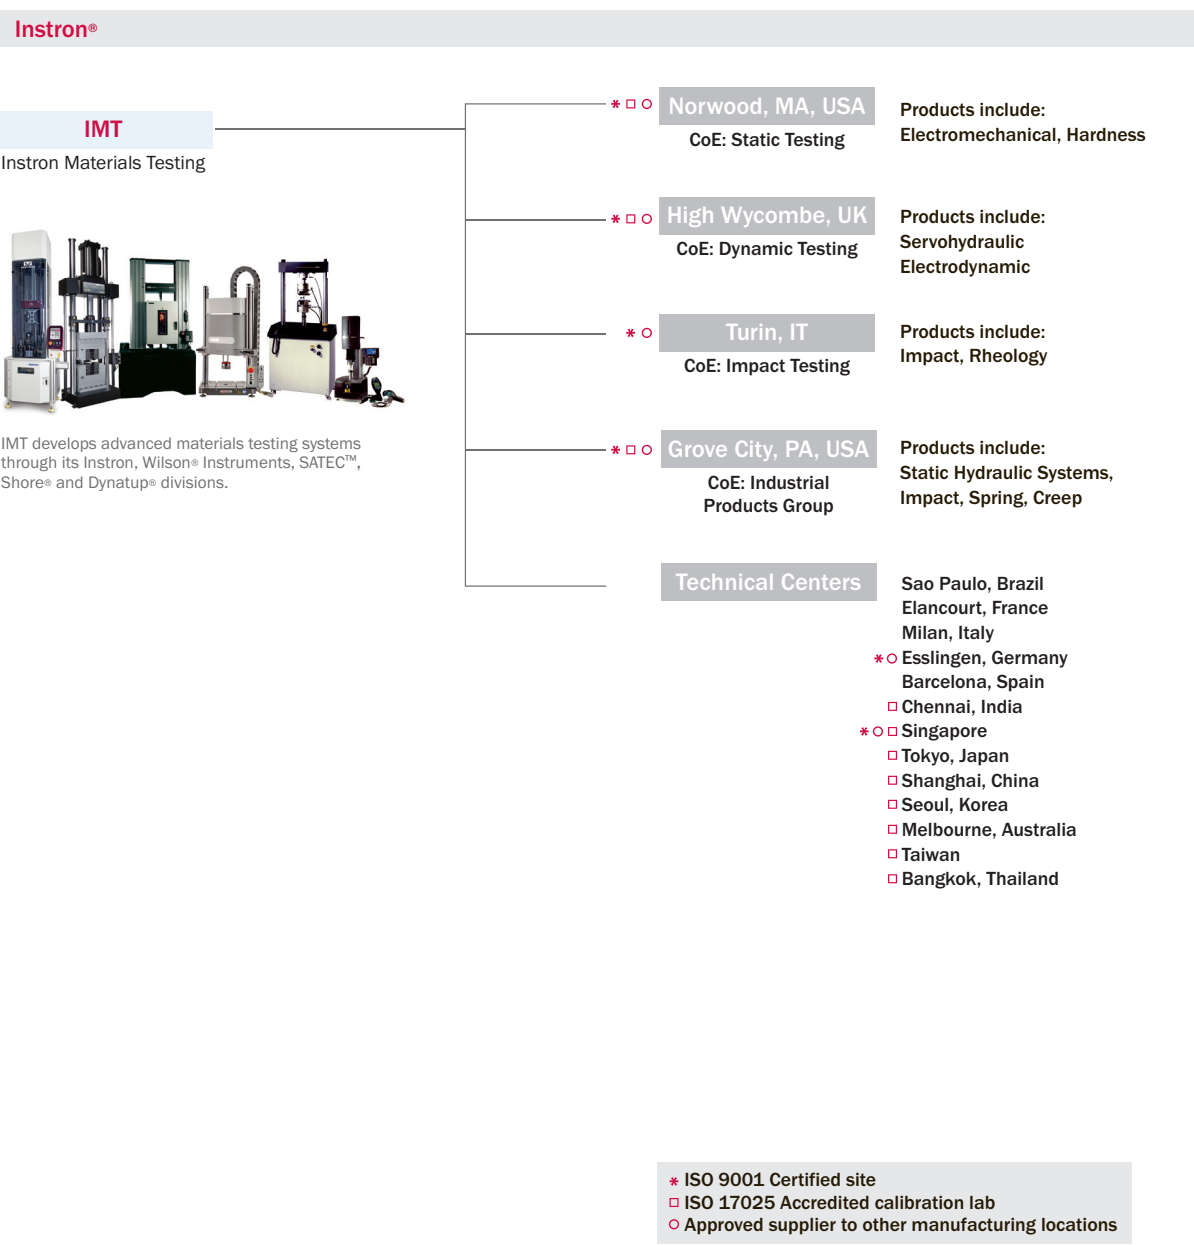 Instron®
IMT
Instron Materials Testing
IMT develops advanced materials testing systems
through its Instron, Wilson® Instruments, SATEC™,
Shore® and Dynatup® divisions.
* □ ○ Norwood, MA, USA
CoE: Static Testing
Products include:
Electromechanical, Hardness
* □ ○ High Wycombe, UK
CoE: Dynamic Testing
Products include:
Servohydraulic
Electrodynamic
* ○ Turin, IT
CoE: Impact Testing
Products include:
Impact, Rheology
* □ ○ Grove City, PA, USA
CoE: Industrial
Products Group
Products include:
Static Hydraulic Systems,
Impact, Spring, Creep
Technical Centers
Sao Paulo, Brazil
Elancourt, France
Milan, Italy
* ○ Esslingen, Germany
Barcelona, Spain
□ Chennai, India
* ○ □ Singapore
□ Tokyo, Japan
□ Shanghai, China
□ Seoul, Korea
□ Melbourne, Australia
□ Taiwan
□ Bangkok, Thailand
* ISO 9001 Certified site
□ ISO 17025 Accredited calibration lab
○ Approved supplier to other manufacturing locations